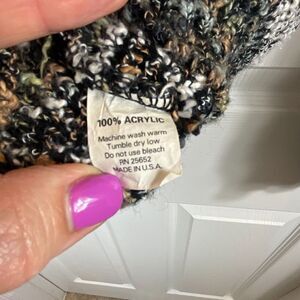 100% ACRYLIC
Machine wash warm
Tumble dry low
Do not use bleach
RN 25652
MADE IN U.S.A.